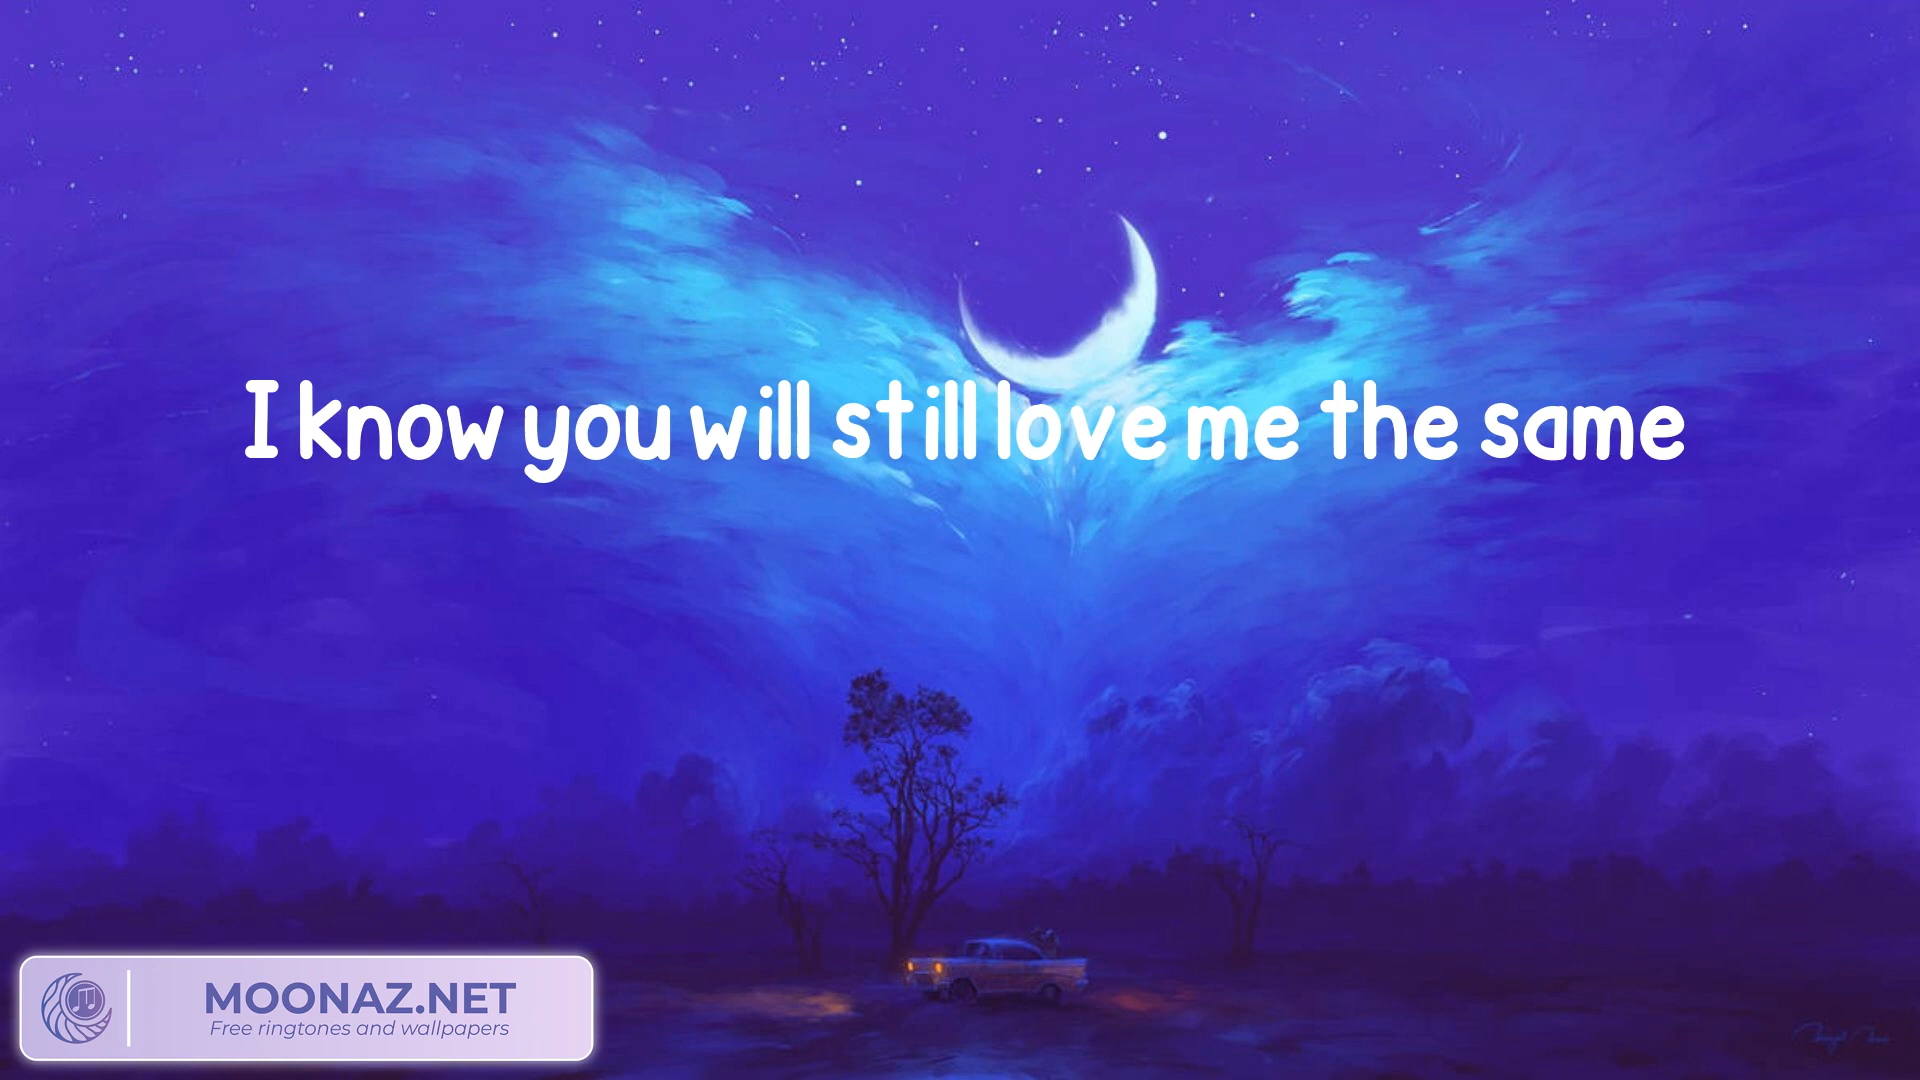 I know you will still love me the same
MOONAZ.NET
Free ringtones and wallpapers